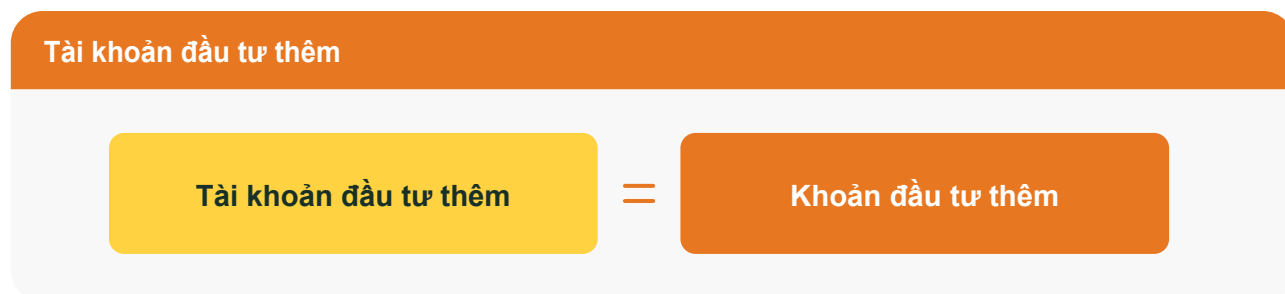 Tài khoản đầu tư thêm
Tài khoản đầu tư thêm = Khoản đầu tư thêm